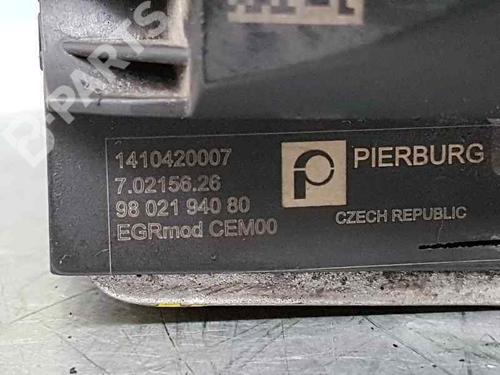 B-PARTS
1410420007
7.02156.26
98 021 940 80
EGRmod CEM00
PIERBURG
CZECH REPUBLIC